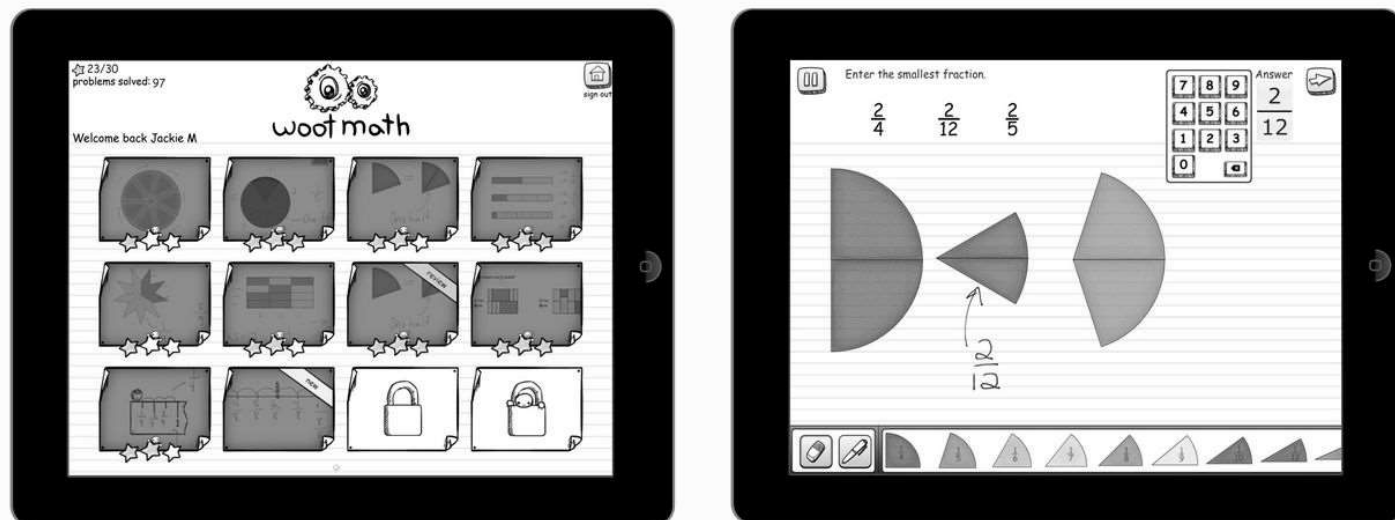 23/30
problems solved: 97
sign out
woot math
Welcome back Jackie M
review
new
Enter the smallest fraction.
2/4 2/12 2/5
7 8 9
4 5 6
1 2 3
0
Answer
2/12
2/12